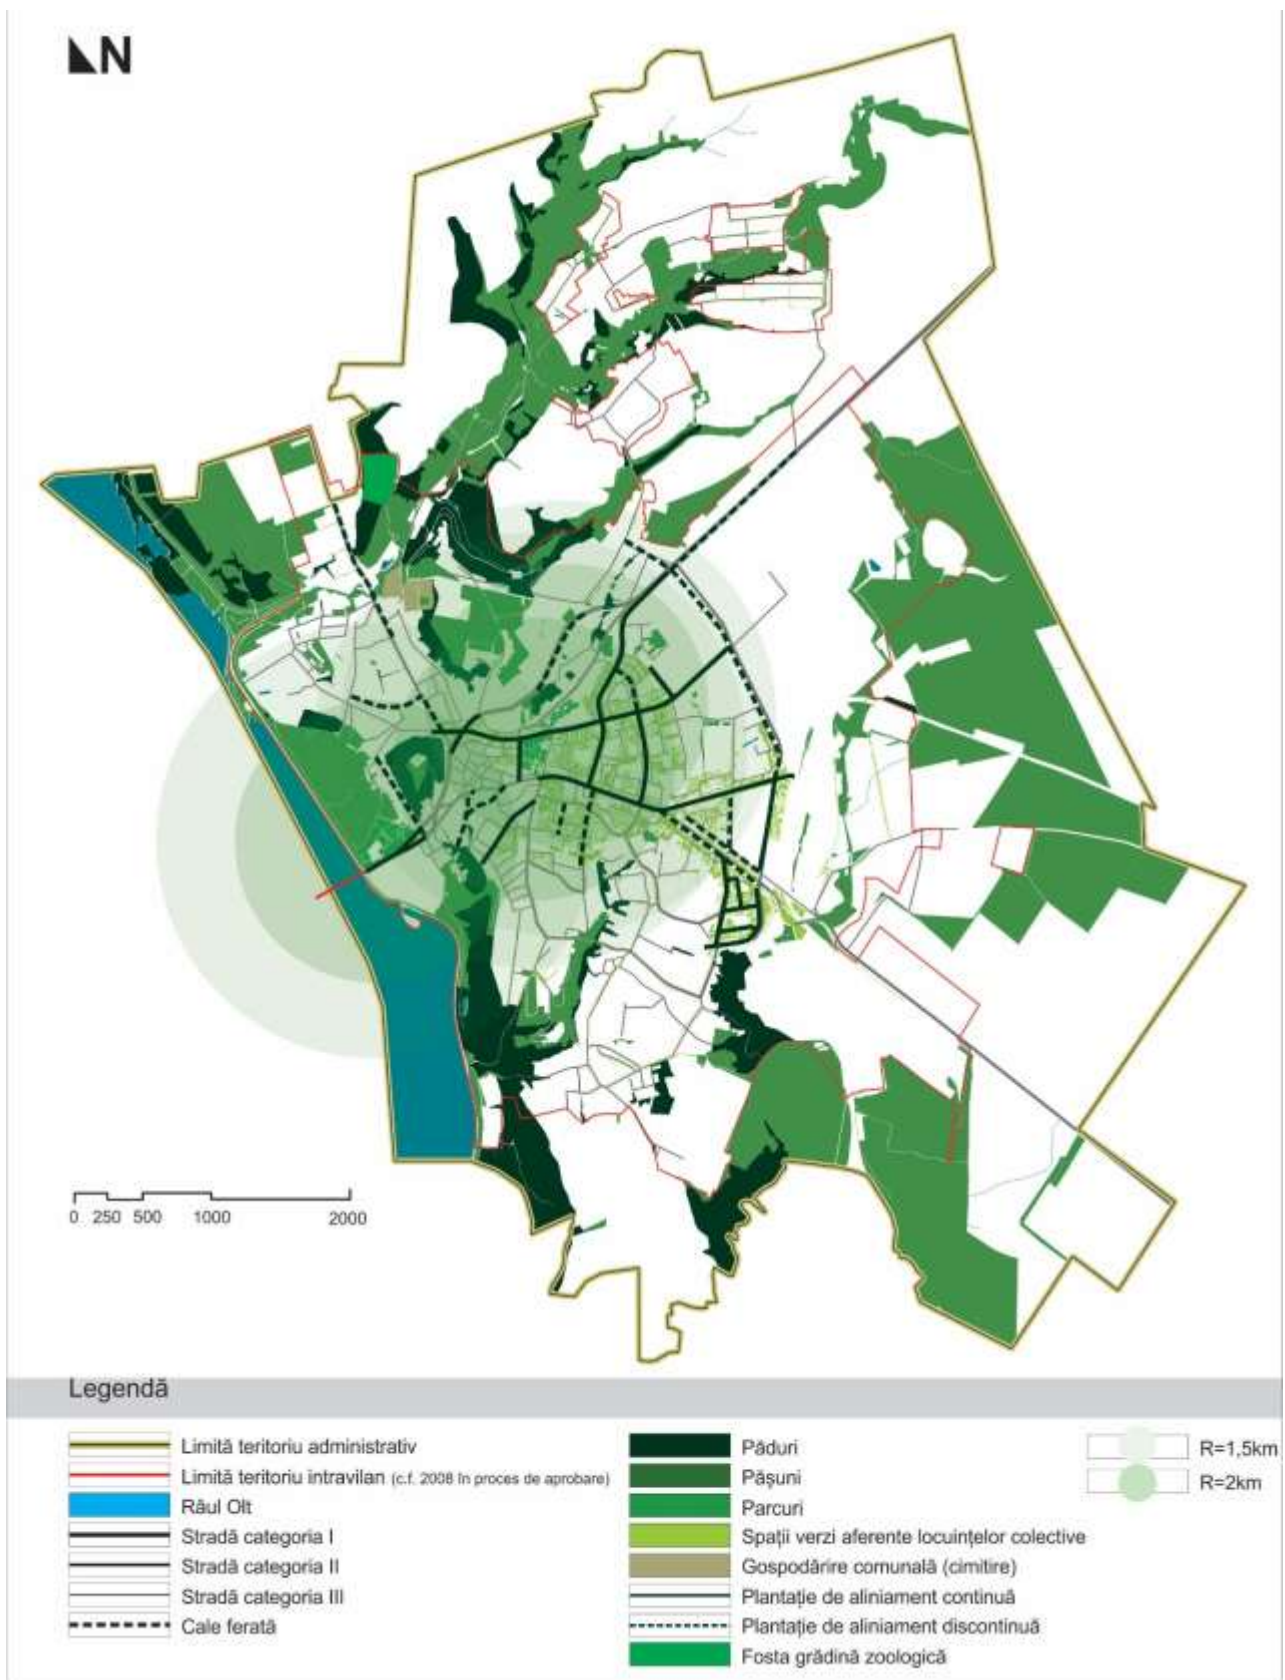 N
0 250 500 1000 2000
Legendă
Limită teritoriu administrativ
Limită teritoriu intravilan (c.f. 2008 în proces de aprobare)
Râul Olt
Stradă categoria I
Stradă categoria II
Stradă categoria III
Cale ferată
Păduri
Pășuni
Parcuri
Spații verzi aferente locuințelor colective
Gospodărire comunală (cimitire)
Plantație de aliniament continuă
Plantație de aliniament discontinuă
Fosta grădină zoologică
R=1,5km
R=2km